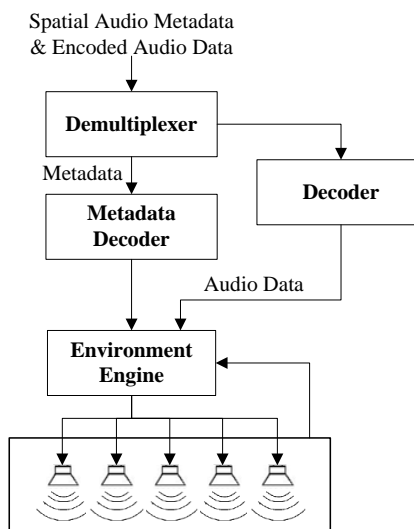 Spatial Audio Metadata
& Encoded Audio Data
Demultiplexer
Metadata
Decoder
Metadata
Decoder
Audio Data
Environment
Engine